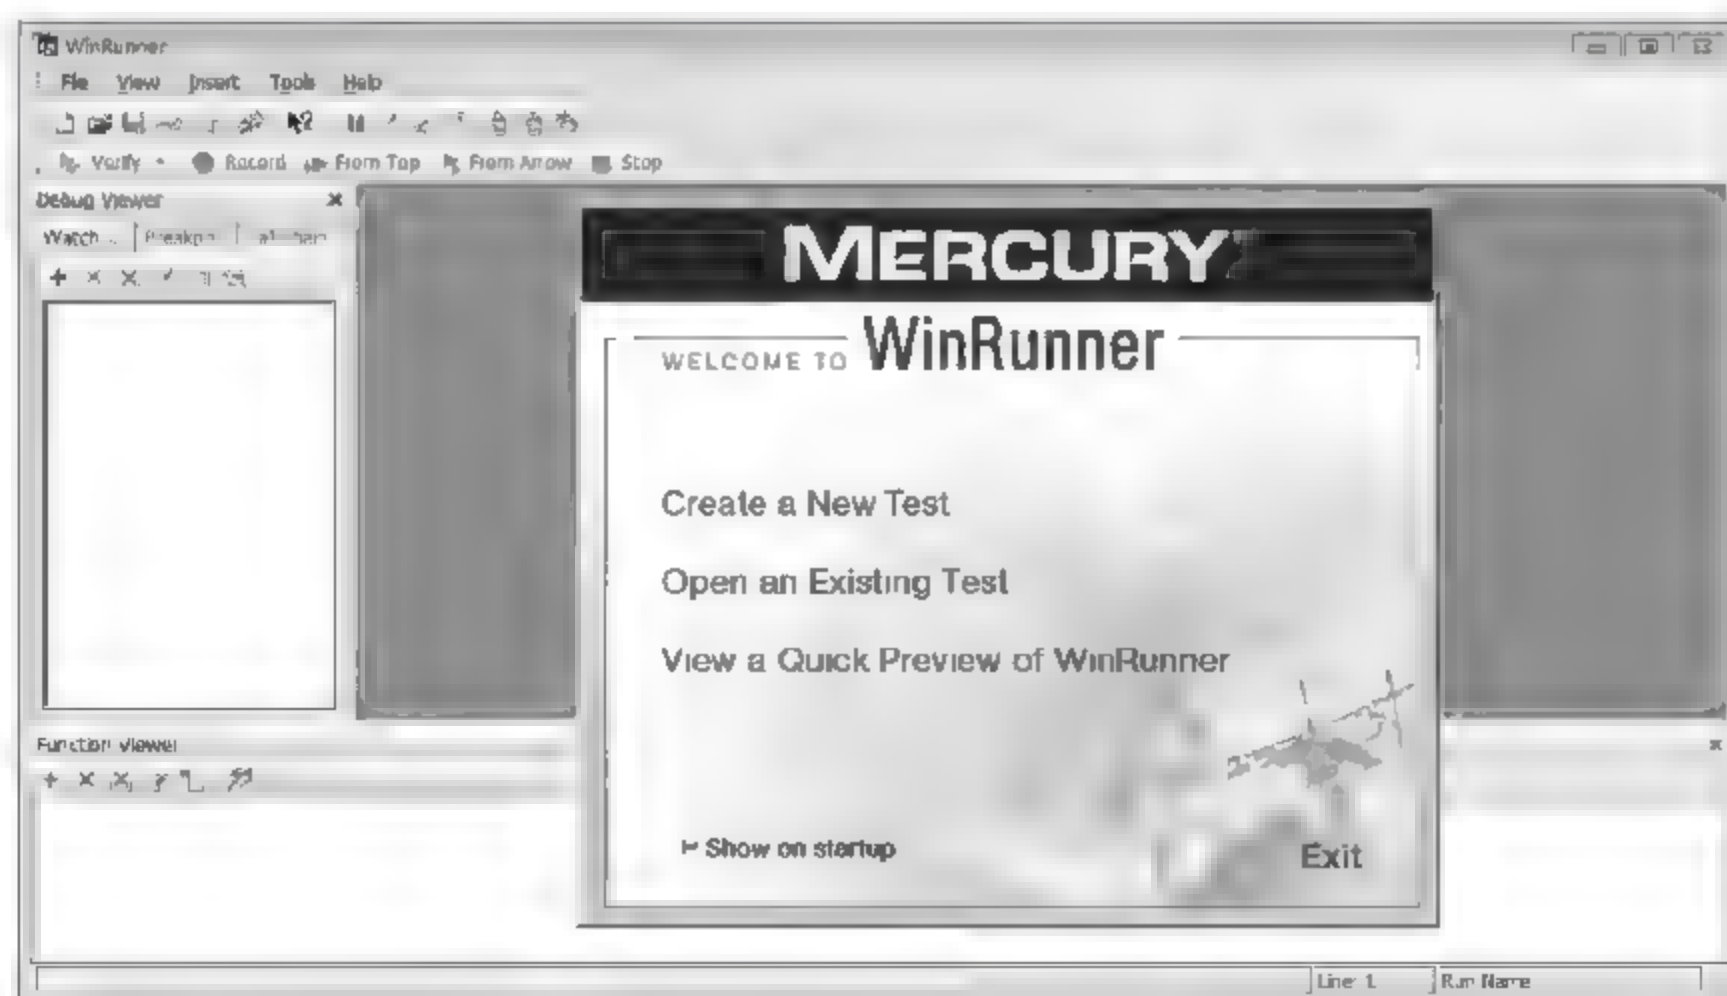 WinRunner
File View Insert Tools Help
Verify Record From Top From Arrow Stop
Debug Viewer
Watch
MERCURY
WELCOME TO WinRunner
Create a New Test
Open an Existing Test
View a Quick Preview of WinRunner
Function Viewer
Show on startup
Exit
Line: 1
Run Name